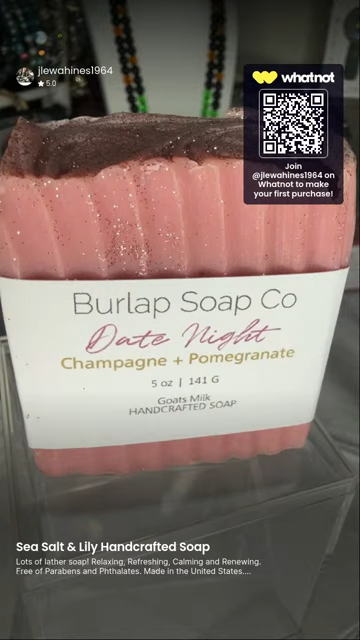 jlewahines1964
★ 5.0
whatnot
Join
@jlewahines1964 on
Whatnot to make
your first purchase!
Burlap Soap Co
Date Night
Champagne + Pomegranate
5 oz | 141 G
Goats Milk
HANDCRAFTED SOAP
Sea Salt & Lily Handcrafted Soap
Lots of lather soap! Relaxing, Refreshing, Calming and Renewing.
Free of Parabens and Phthalates. Made in the United States....